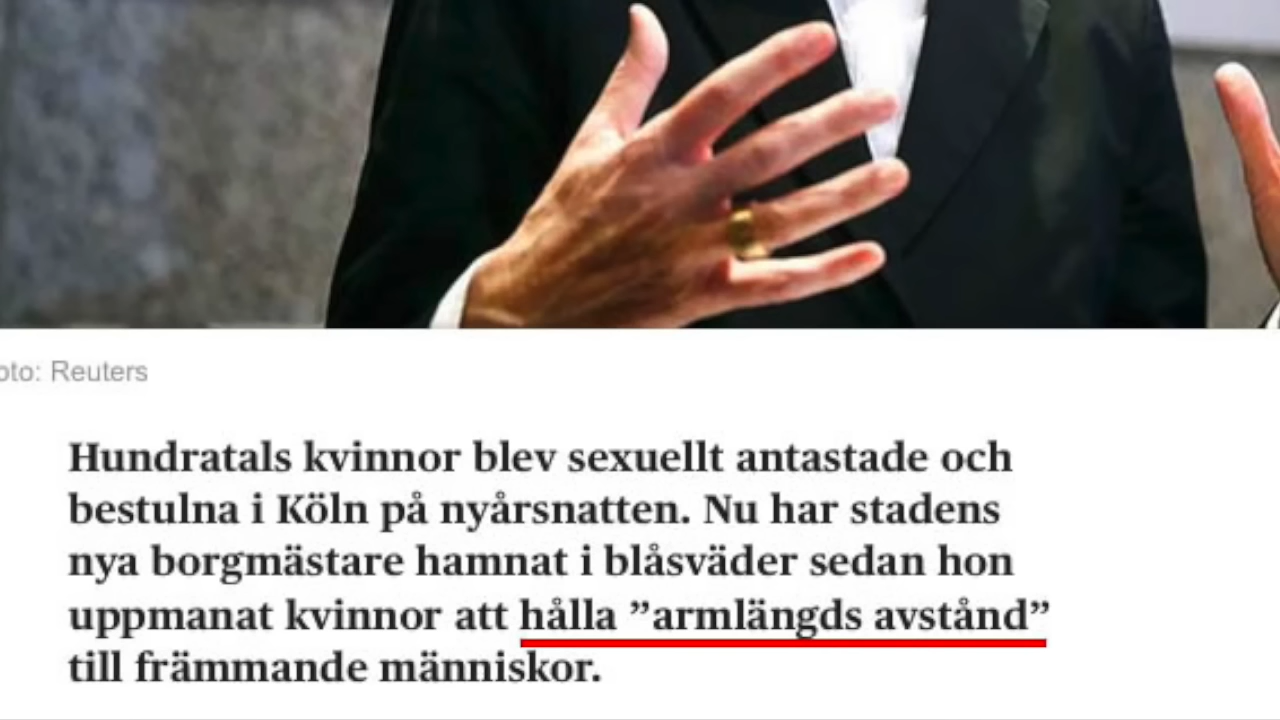 oto: Reuters
Hundratals kvinnor blev sexuellt antastade och
bestulna i Köln på nyårsnatten. Nu har stadens
nya borgmästare hamnat i blåsväder sedan hon
uppmanat kvinnor att hålla ”armlängds avstånd”
till främmande människor.